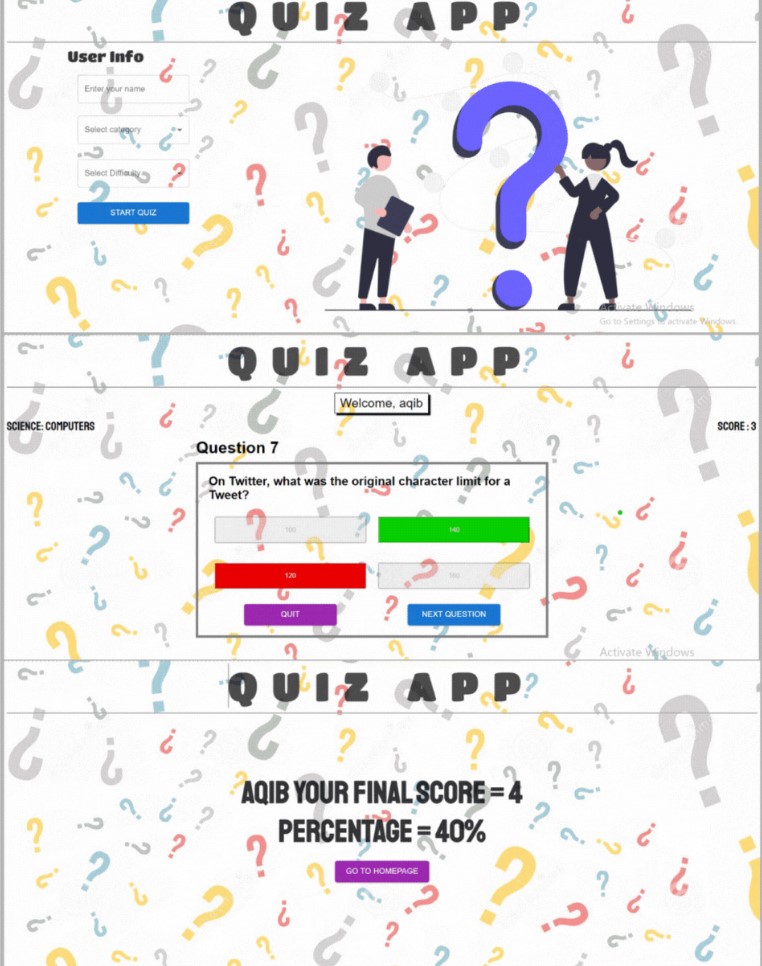 QUIZ APP
User Info
Enter your name
Select category
Select Difficulty
START QUIZ
Activate Windows
Go to Settings to activate Windows.
QUIZ APP
Welcome, aqib
SCIENCE: COMPUTERS
SCORE : 3
Question 7
On Twitter, what was the original character limit for a
Tweet?
140
120
QUIT
NEXT QUESTION
Activate Windows
QUIZ APP
AQIB YOUR FINAL SCORE = 4
PERCENTAGE = 40%
GO TO HOMEPAGE